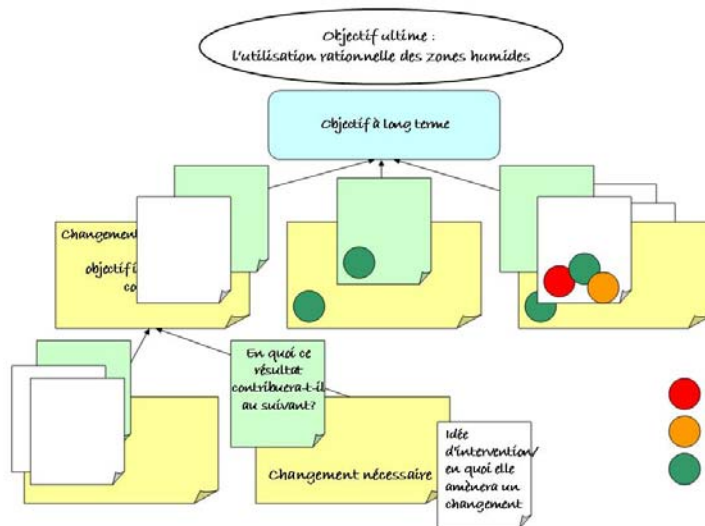 Objectif ultime :
l'utilisation rationnelle des zones humides
Objectif à long terme
Changement
objectif i
co
En quoi ce
résultat
contribuera-t-il
au suivant?
Changement nécessaire
Idée
d'intervention/
en quoi elle
amènera un
changement